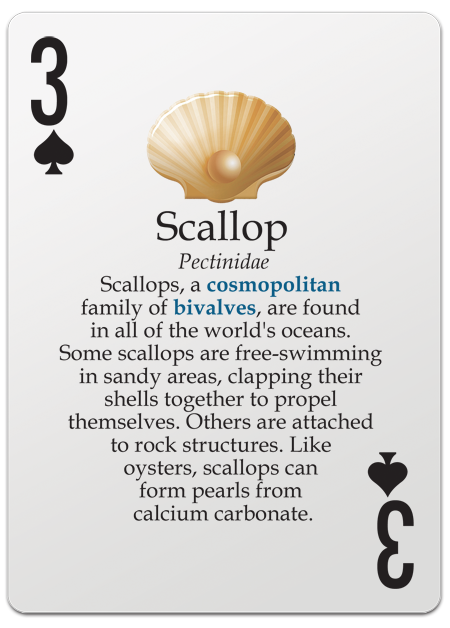 3
Scallop
Pectinidae
Scallops, a cosmopolitan
family of bivalves, are found
in all of the world's oceans.
Some scallops are free-swimming
in sandy areas, clapping their
shells together to propel
themselves. Others are attached
to rock structures. Like
oysters, scallops can
form pearls from
calcium carbonate.
3